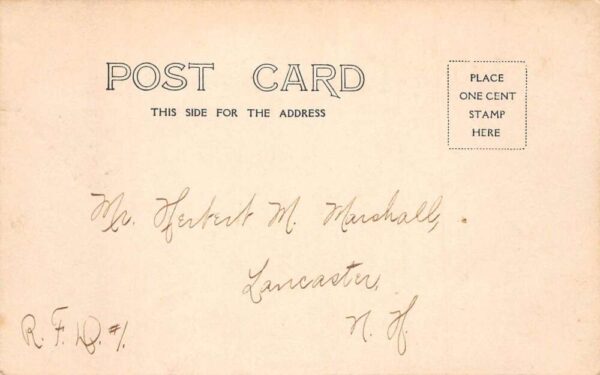 POST CARD
THIS SIDE FOR THE ADDRESS
PLACE
ONE CENT
STAMP
HERE
Mr. Herbert M. Marshall,
Lancaster,
N. H.
R. F. D. #1.